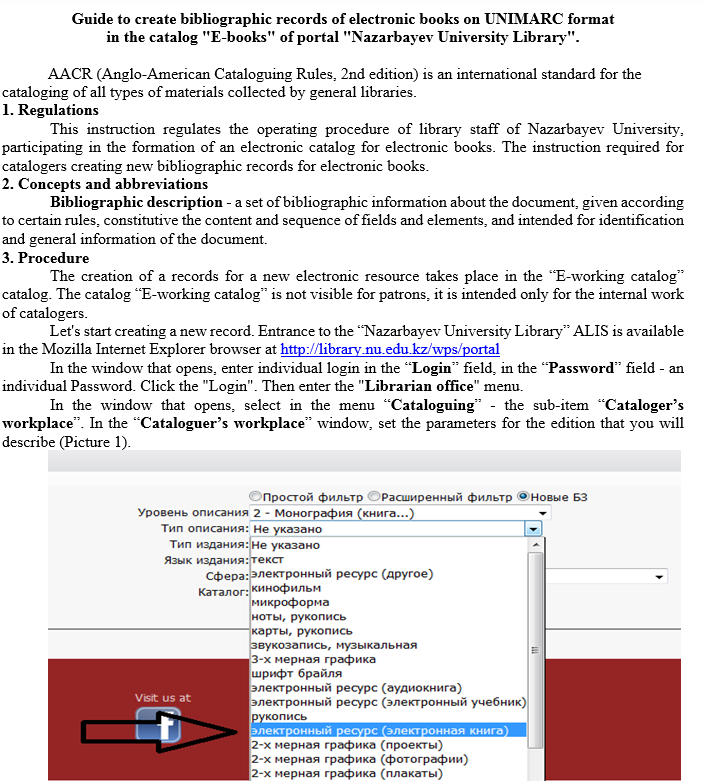 Guide to create bibliographic records of electronic books on UNIMARC format
in the catalog "E-books" of portal "Nazarbayev University Library".
AACR (Anglo-American Cataloguing Rules, 2nd edition) is an international standard for the
cataloging of all types of materials collected by general libraries.
1. Regulations
This instruction regulates the operating procedure of library staff of Nazarbayev University,
participating in the formation of an electronic catalog for electronic books. The instruction required for
catalogers creating new bibliographic records for electronic books.
2. Concepts and abbreviations
Bibliographic description - a set of bibliographic information about the document, given according
to certain rules, constitutive the content and sequence of fields and elements, and intended for identification
and general information of the document.
3. Procedure
The creation of a records for a new electronic resource takes place in the “E-working catalog”
catalog. The catalog “E-working catalog” is not visible for patrons, it is intended only for the internal work
of catalogers.
Let's start creating a new record. Entrance to the “Nazarbayev University Library” ALIS is available
in the Mozilla Internet Explorer browser at http://library.nu.edu.kz/wps/portal
In the window that opens, enter individual login in the “Login” field, in the “Password” field - an
individual Password. Click the "Login". Then enter the "Librarian office" menu.
In the window that opens, select in the menu “Cataloguing” - the sub-item “Cataloger’s
workplace”. In the “Cataloguer’s workplace” window, set the parameters for the edition that you will
describe (Picture 1).
Простой фильтр Расширенный фильтр Новые БЗ
Уровень описания 2 - Монография (книга...)
Тип описания: Не указано
Тип издания: Не указано
Язык издания: текст
Сфера: электронный ресурс (другое)
Каталог: кинофильм
микроформа
ноты, рукопись
карты, рукопись
звукозапись, музыкальная
3-х мерная графика
шрифт брайля
электронный ресурс (аудиокнига)
Visit us at электронный ресурс (электронный учебник)
рукопись
f электронный ресурс (электронная книга)
2-х мерная графика (проекты)
2-х мерная графика (фотографии)
2-х мерная графика (плакаты)